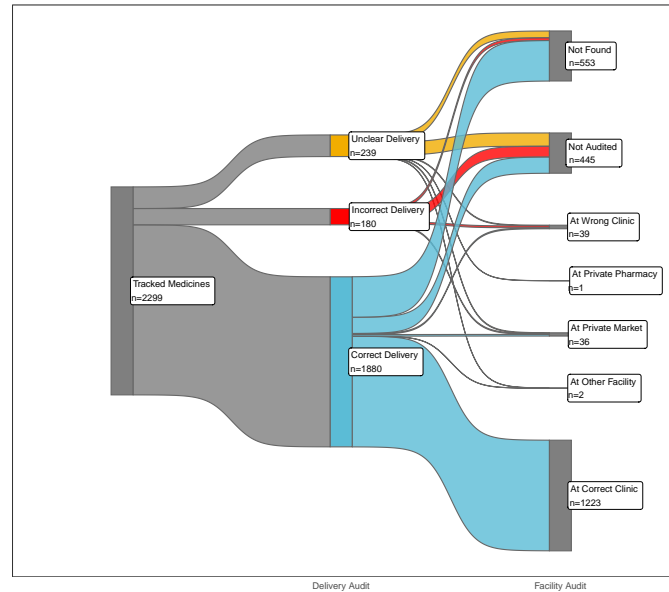 Not Found
n=553
Unclear Delivery
n=239
Not Audited
n=445
Incorrect Delivery
n=180
At Wrong Clinic
n=39
Tracked Medicines
n=2299
At Private Pharmacy
n=1
At Private Market
n=36
Correct Delivery
n=1880
At Other Facility
n=2
At Correct Clinic
n=1223
Delivery Audit
Facility Audit